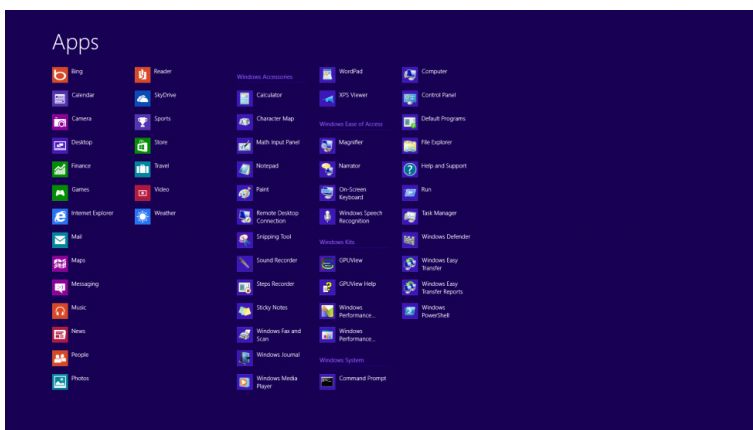 Apps
Bing
Calendar
Camera
Desktop
Finance
Games
Internet Explorer
Mail
Maps
Messaging
Music
News
People
Photos
Reader
SkyDrive
Sports
Store
Travel
Video
Weather
Windows Accessories
Calculator
Character Map
Math Input Panel
Notepad
Paint
Remote Desktop
Connection
Snipping Tool
Sound Recorder
Steps Recorder
Sticky Notes
Windows Fax and
Scan
Windows Journal
Windows Media
Player
WordPad
XPS Viewer
Windows Ease of Access
Magnifier
Narrator
On-Screen
Keyboard
Windows Speech
Recognition
Windows Kits
GPUView
GPUView Help
Windows
Performance...
Windows
Performance...
Windows System
Command Prompt
Computer
Control Panel
Default Programs
File Explorer
Help and Support
Run
Task Manager
Windows Defender
Windows Easy
Transfer
Windows Easy
Transfer Reports
Windows
PowerShell